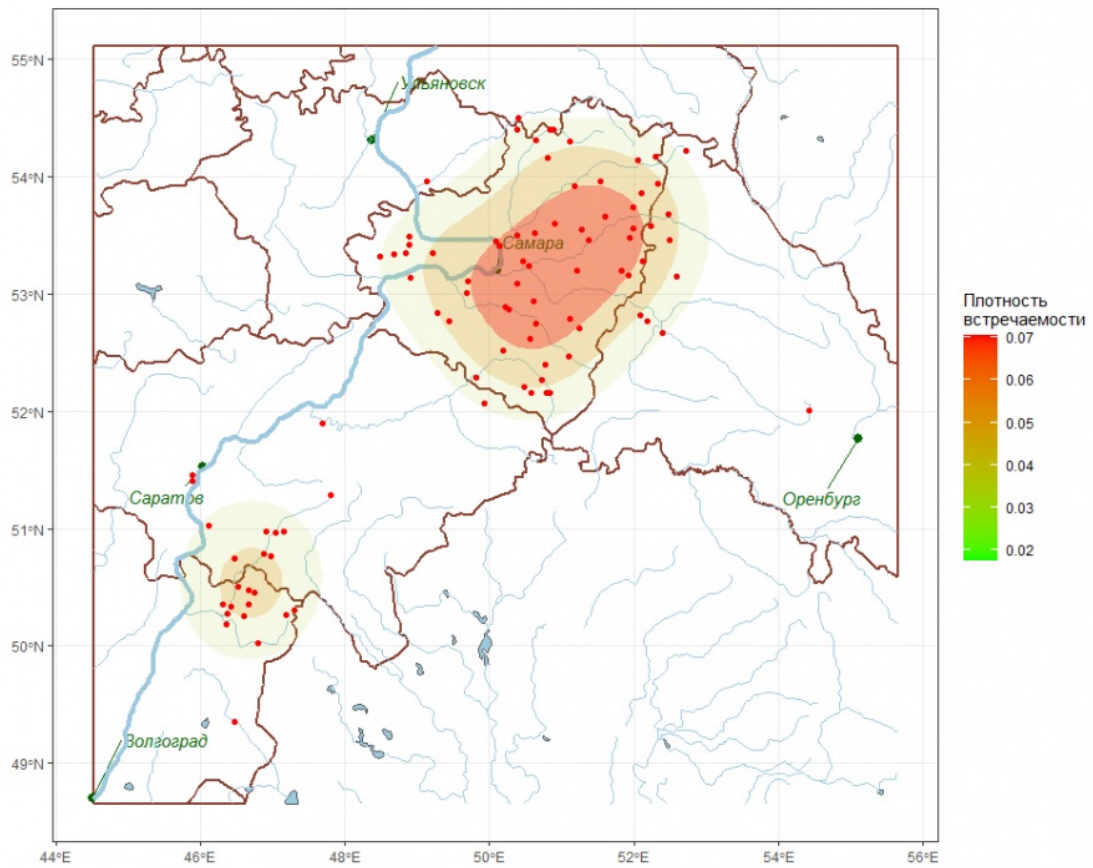 55°N
Ульяновск
54°N
Самара
53°N
Плотность
встречаемости
0.07
0.06
52°N
0.05
0.04
Саратов
Оренбург
51°N
0.03
0.02
50°N
Волгоград
49°N
44°E
46°E
48°E
50°E
52°E
54°E
56°E